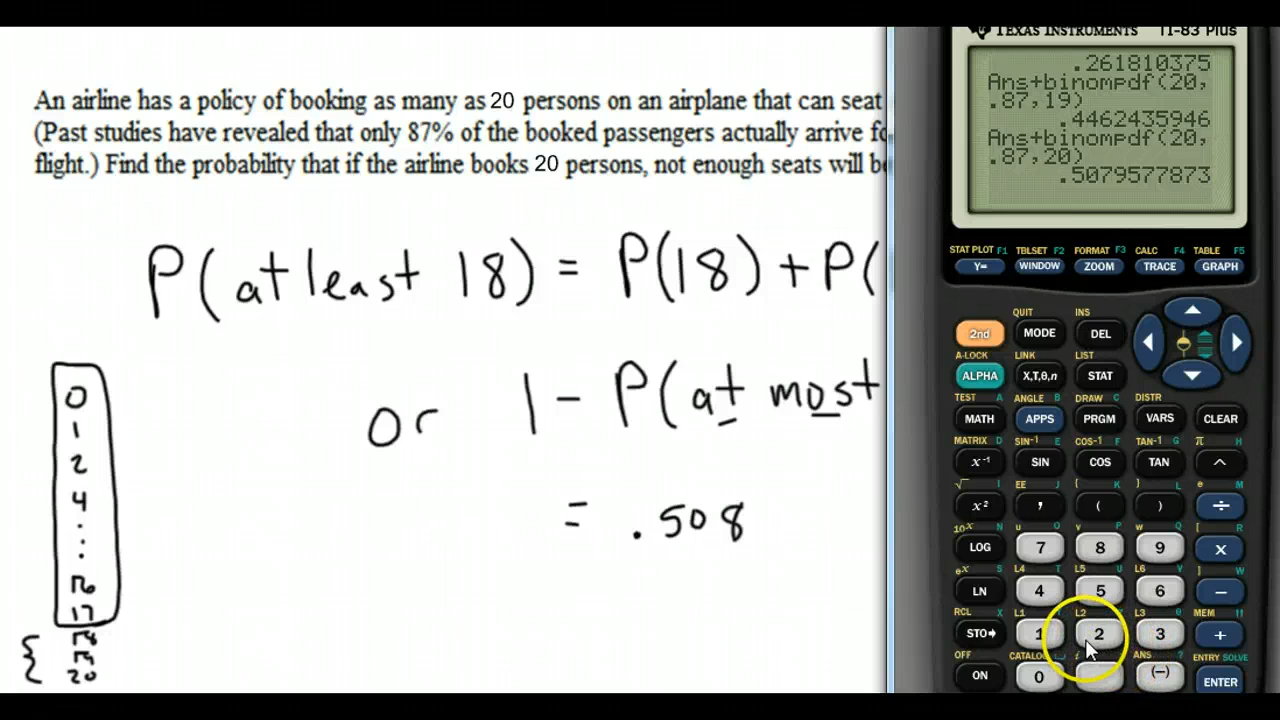 An airline has a policy of booking as many as 20 persons on an airplane that can seat
(Past studies have revealed that only 87% of the booked passengers actually arrive fo
flight.) Find the probability that if the airline books 20 persons, not enough seats will be
P(at least 18) = P(18) + P(
or 1 - P(at most
= .508
0
1
2
4
:
16
17
18
19
20
TEXAS INSTRUMENTS TI-83 Plus
.261810375
Ans+binompdf(20,
.87,19)
.4462435946
Ans+binompdf(20,
.87,20)
.5079577873
STAT PLOT F1 TBLSET F2 FORMAT F3 CALC F4 TABLE F5
Y= WINDOW ZOOM TRACE GRAPH
QUIT INS
2nd MODE DEL
A-LOCK LINK LIST
ALPHA X,T,θ,n STAT
TEST A ANGLE B DRAW C DISTR
MATH APPS PRGM VARS CLEAR
MATRIX D SIN⁻¹ E COS⁻¹ F TAN⁻¹ G π H
x⁻¹ SIN COS TAN ^
√ I EE J { K } L e M
x² , ( ) ÷
10ˣ N u O v P w Q [ R
LOG 7 8 9 ×
eˣ S L4 T L5 U L6 V ] W
LN 4 5 6 −
RCL X L1 Y L2 L3 θ MEM "
STO→ 1 2 3 +
OFF CATALOG ANS ? ENTRY SOLVE
ON 0 (−) ENTER